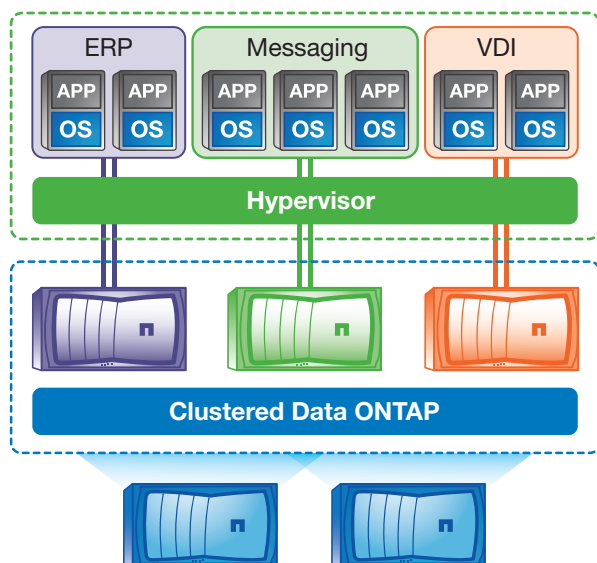 ERP Messaging VDI
APP APP APP APP APP APP APP
OS OS OS OS OS OS OS
Hypervisor
Clustered Data ONTAP